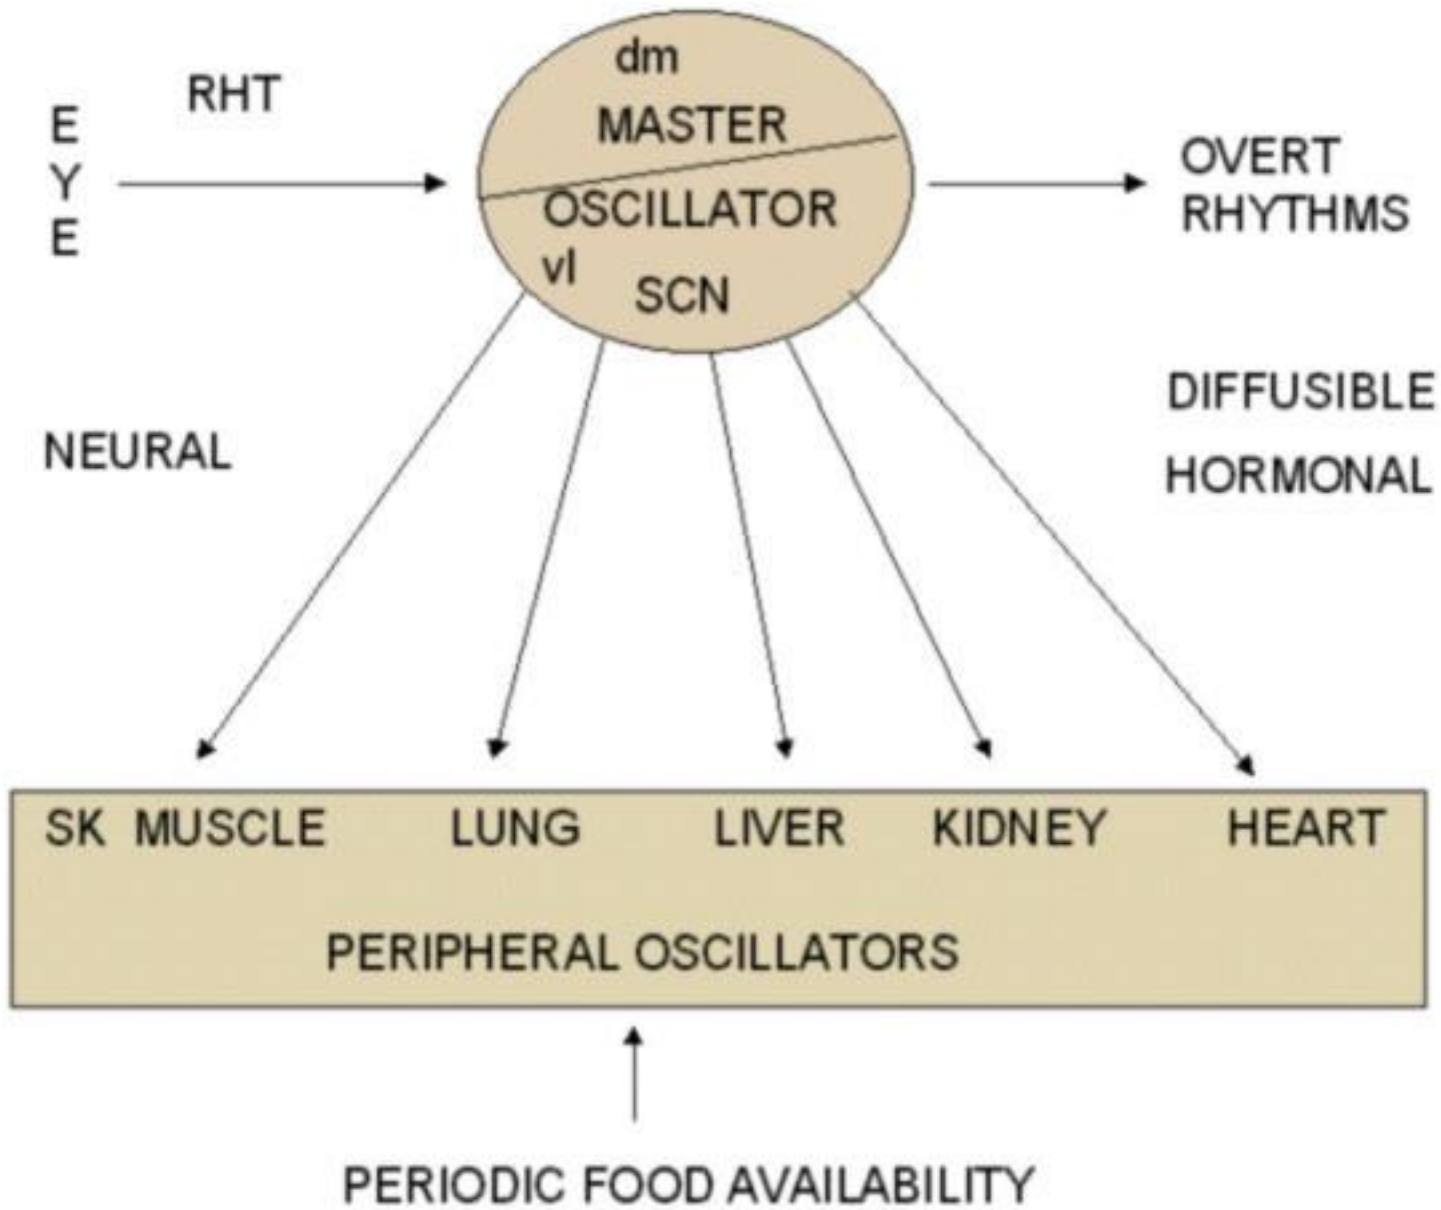 dm
RHT
EYE
MASTER
OSCILLATOR
vl
SCN
OVERT
RHYTHMS
NEURAL
DIFFUSIBLE
HORMONAL
SK MUSCLE LUNG LIVER KIDNEY HEART
PERIPHERAL OSCILLATORS
PERIODIC FOOD AVAILABILITY